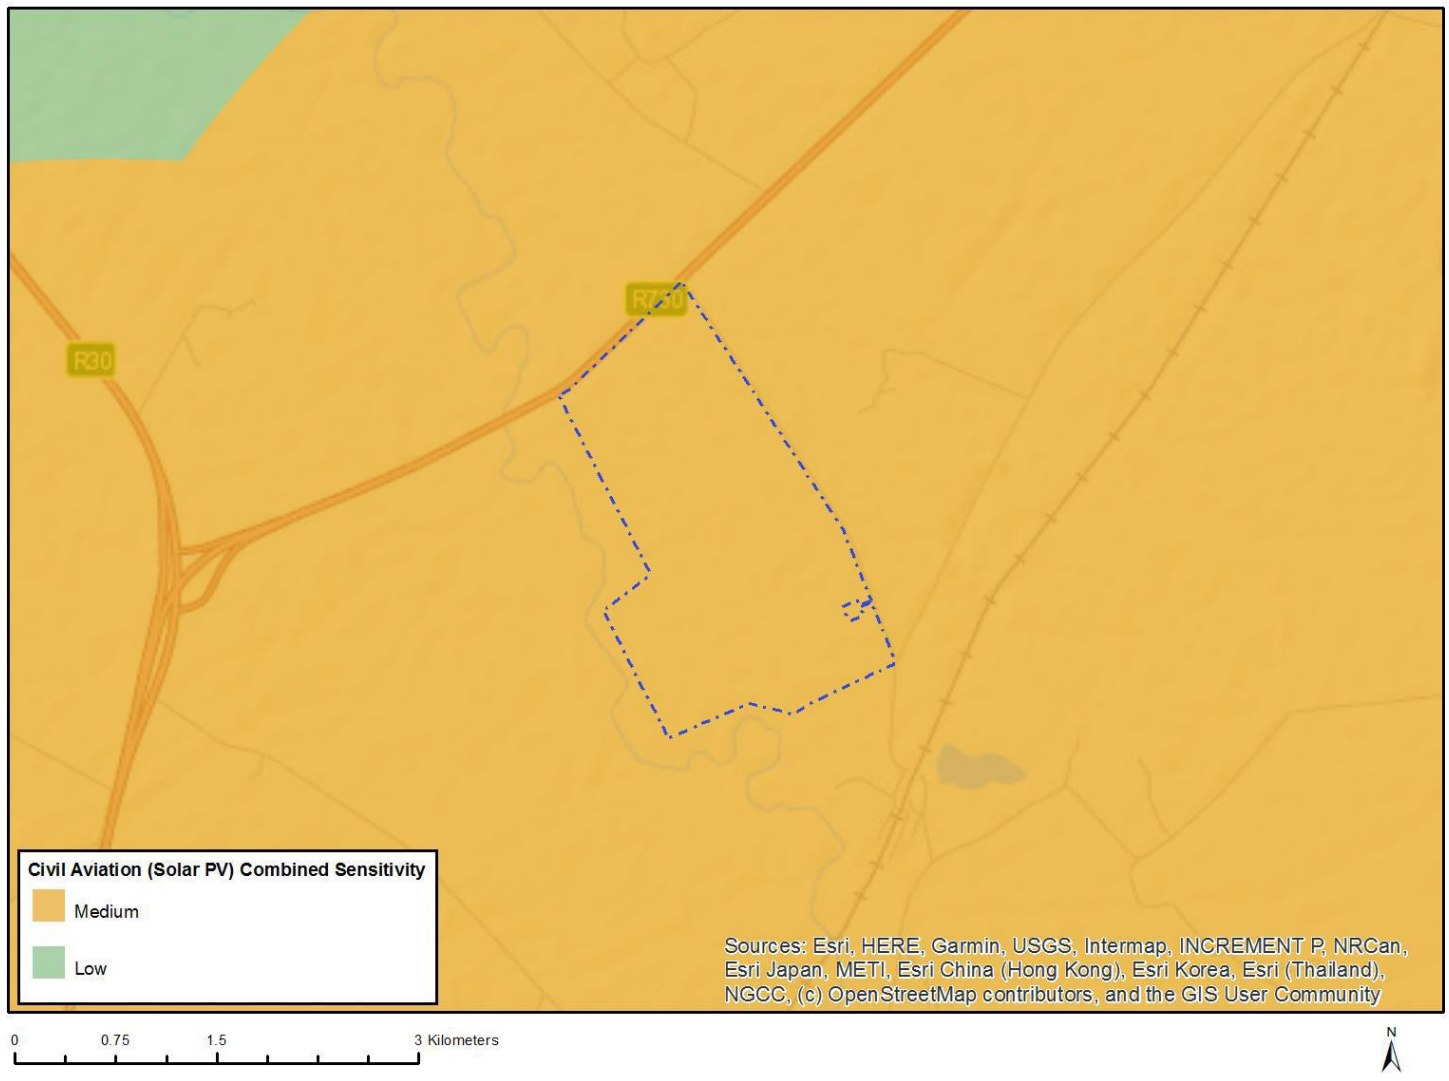 R730
R30
Civil Aviation (Solar PV) Combined Sensitivity
Medium
Low
Sources: Esri, HERE, Garmin, USGS, Intermap, INCREMENT P, NRCan,
Esri Japan, METI, Esri China (Hong Kong), Esri Korea, Esri (Thailand),
NGCC, (c) OpenStreetMap contributors, and the GIS User Community
0 0.75 1.5 3 Kilometers
N